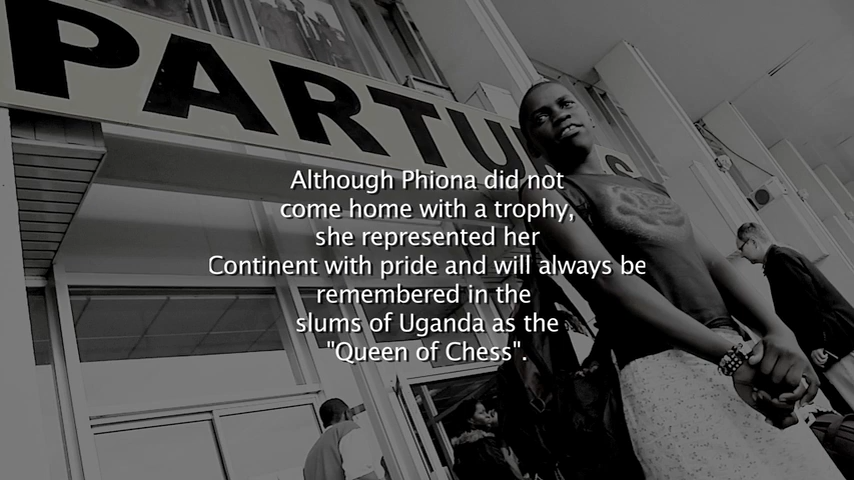 PARTU S
Although Phiona did not
come home with a trophy,
she represented her
Continent with pride and will always be
remembered in the
slums of Uganda as the
"Queen of Chess".